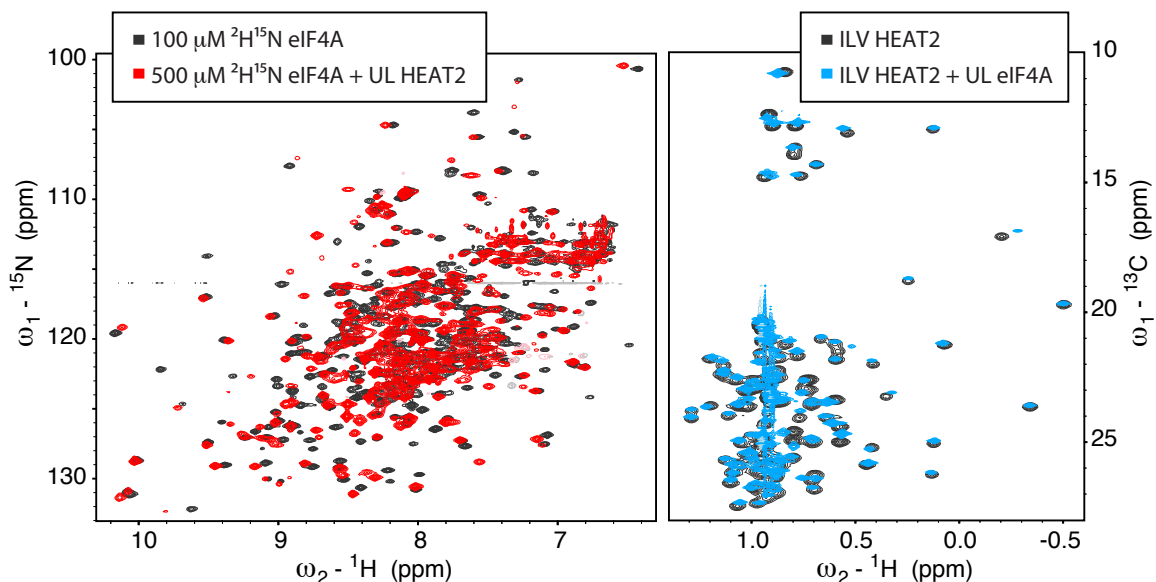 100 μM ²H¹⁵N eIF4A
500 μM ²H¹⁵N eIF4A + UL HEAT2
100
110
120
130
ω₁ - ¹⁵N (ppm)
10
9
8
7
ω₂ - ¹H (ppm)
ILV HEAT2
ILV HEAT2 + UL eIF4A
10
15
20
25
ω₁ - ¹³C (ppm)
1.0
0.5
0.0
-0.5
ω₂ - ¹H (ppm)